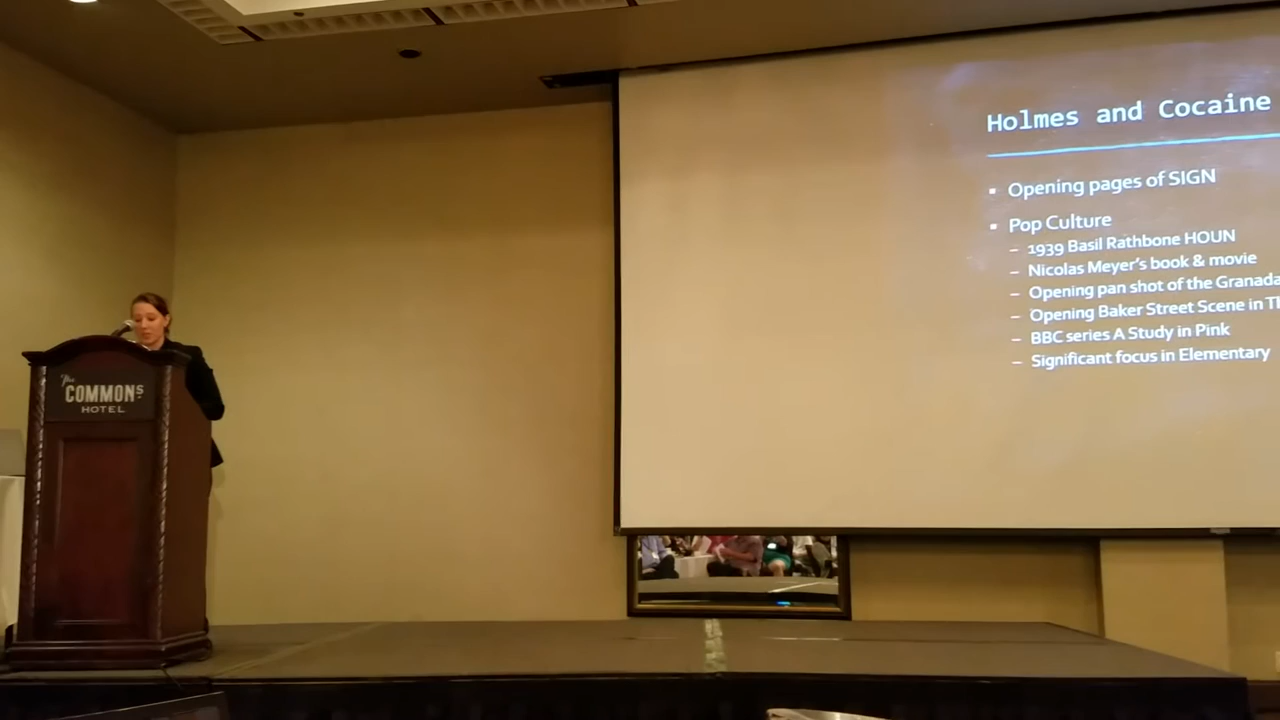 The
COMMONS
HOTEL
Holmes and Cocaine
▪ Opening pages of SIGN
▪ Pop Culture
– 1939 Basil Rathbone HOUN
– Nicolas Meyer's book & movie
– Opening pan shot of the Granada
– Opening Baker Street Scene in
– BBC series A Study in Pink
– Significant focus in Elementary